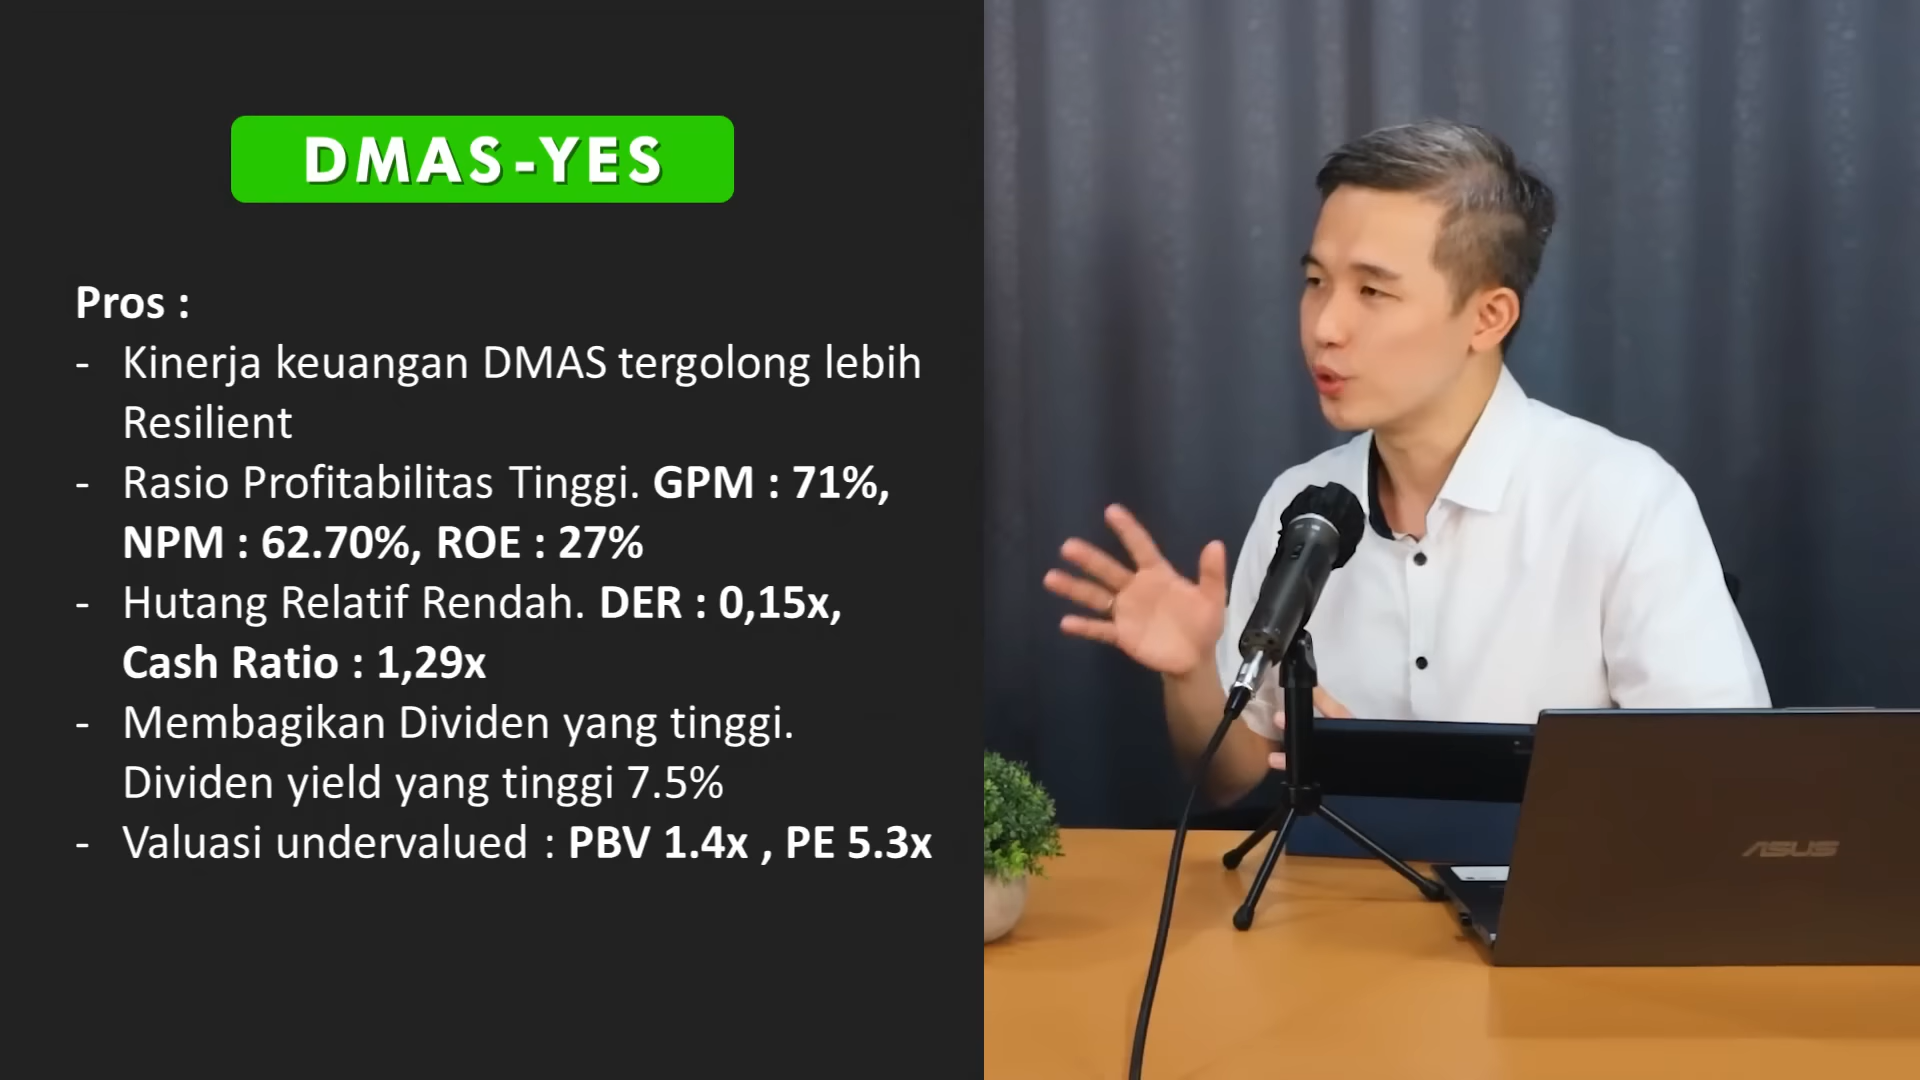 DMAS-YES
Pros :
- Kinerja keuangan DMAS tergolong lebih
Resilient
- Rasio Profitabilitas Tinggi. GPM : 71%,
NPM : 62.70%, ROE : 27%
- Hutang Relatif Rendah. DER : 0,15x,
Cash Ratio : 1,29x
- Membagikan Dividen yang tinggi.
Dividen yield yang tinggi 7.5%
- Valuasi undervalued : PBV 1.4x , PE 5.3x
ASUS